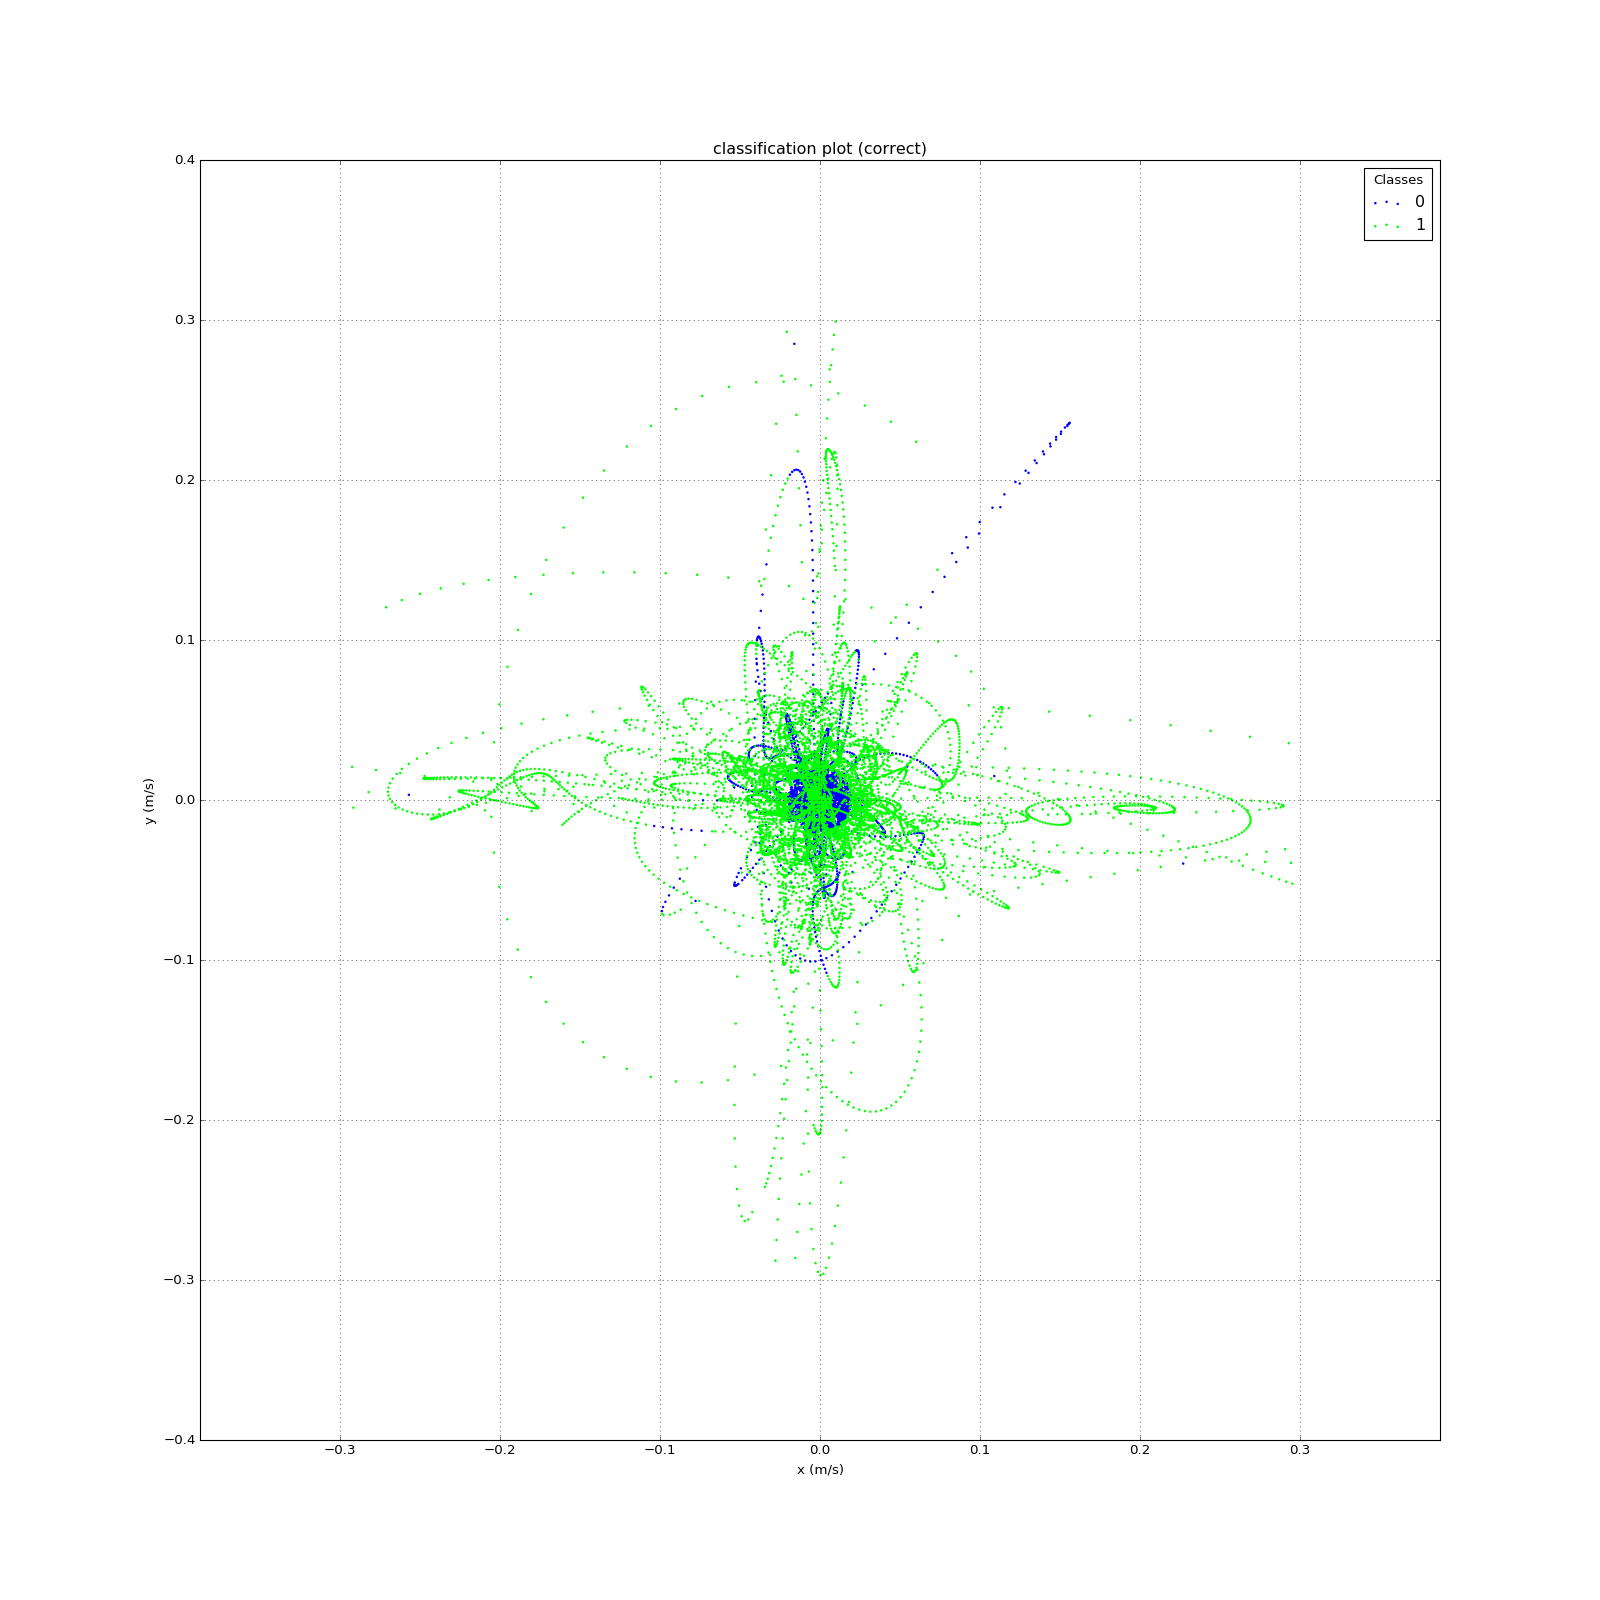 classification plot (correct)
Classes
0
1
0.4
0.3
0.2
0.1
0.0
−0.1
−0.2
−0.3
−0.4
y (m/s)
−0.3 −0.2 −0.1 0.0 0.1 0.2 0.3
x (m/s)